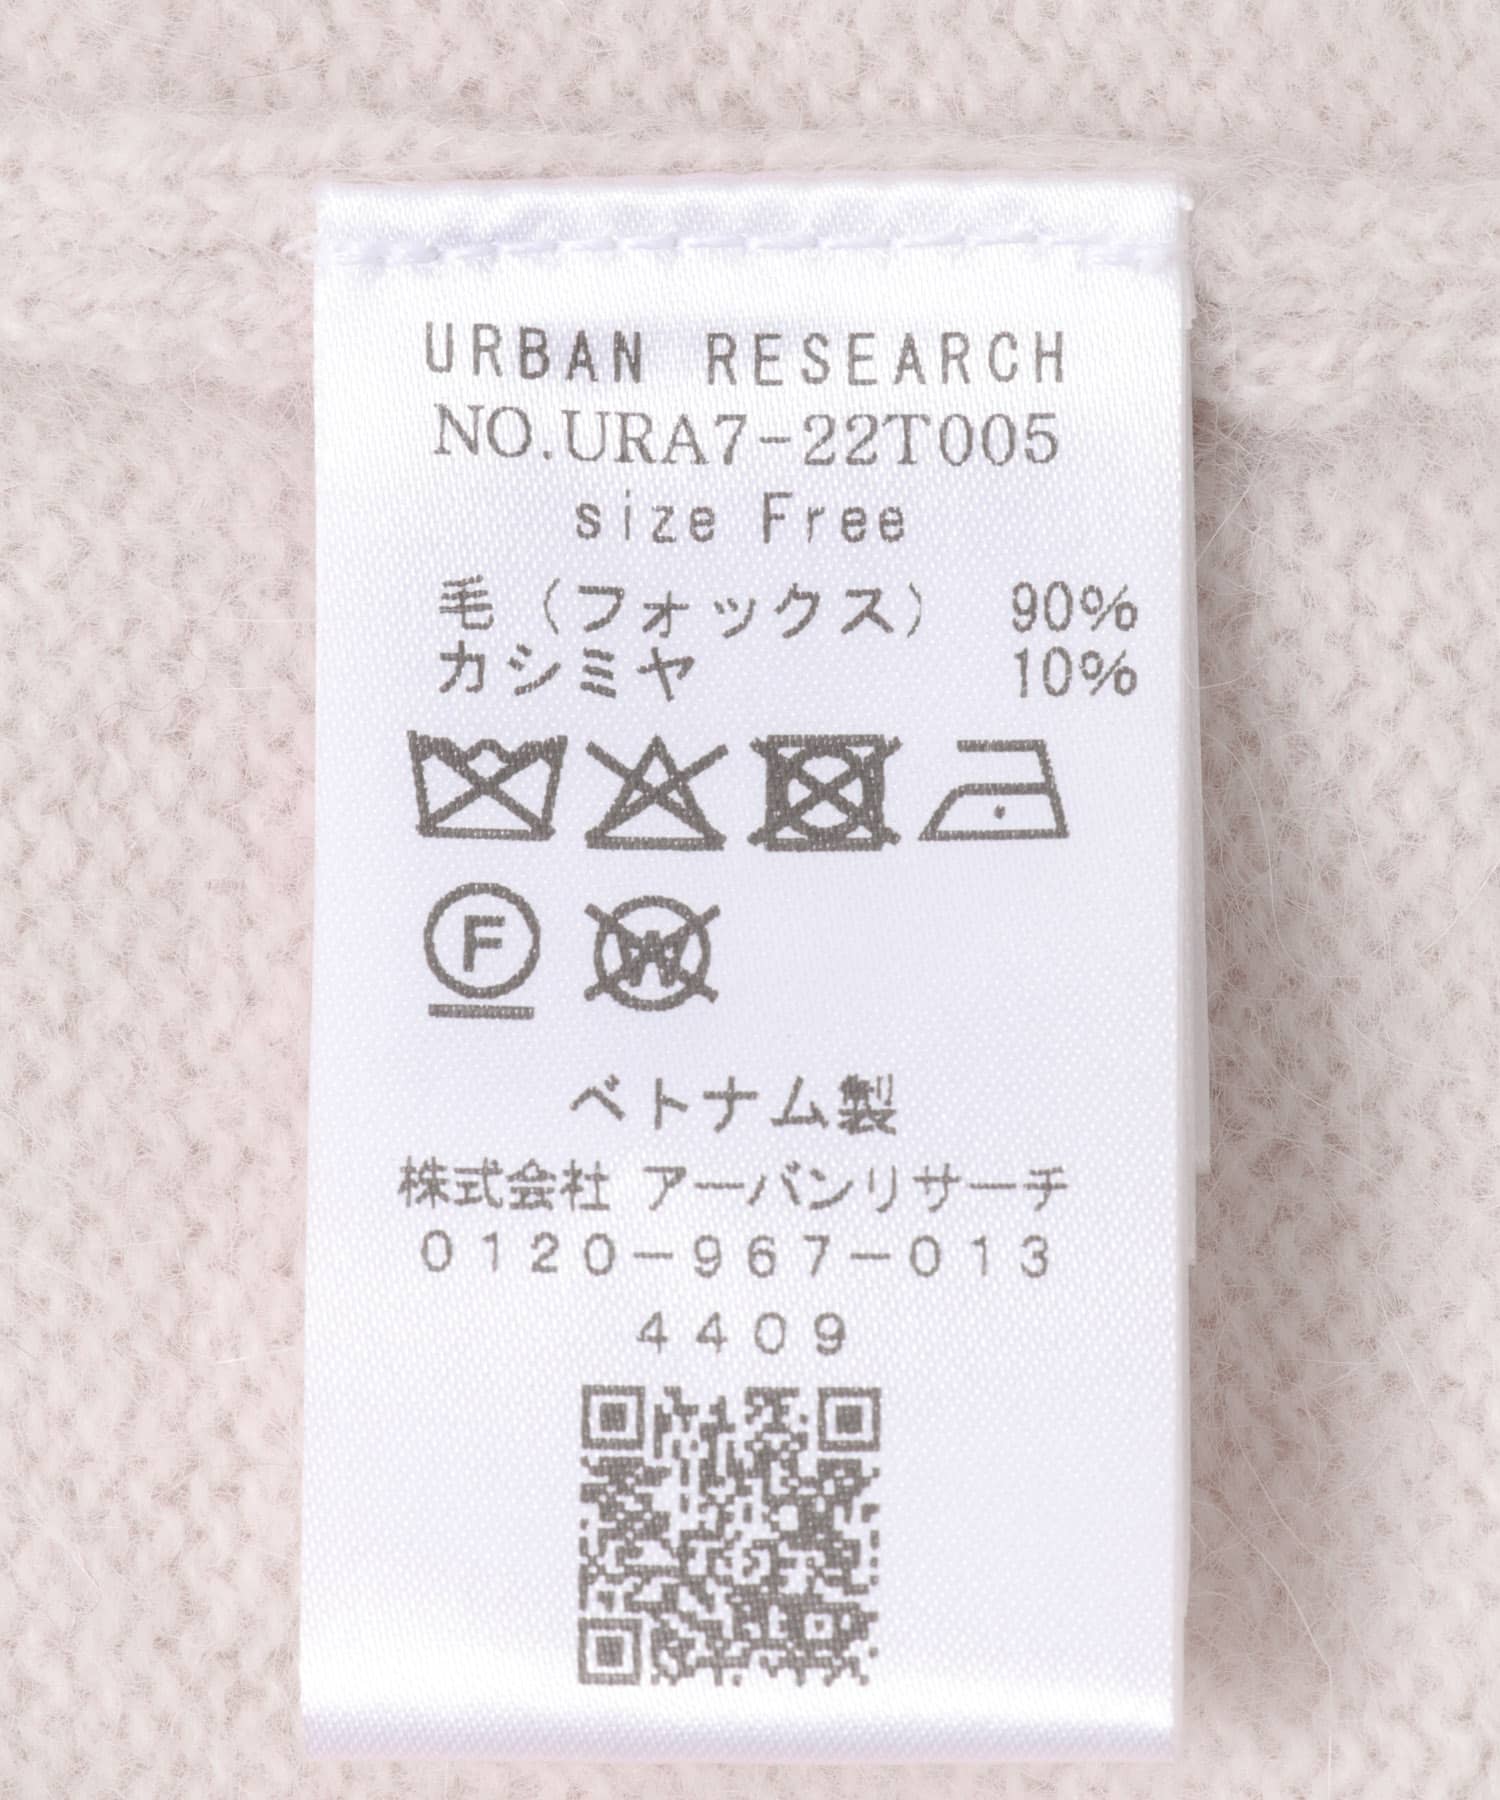 URBAN RESEARCH
NO.URA7-22T005
size Free
毛（フォックス） 90%
カシミヤ 10%
F
W
ベトナム製
株式会社 アーバンリサーチ
0120-967-013
4409